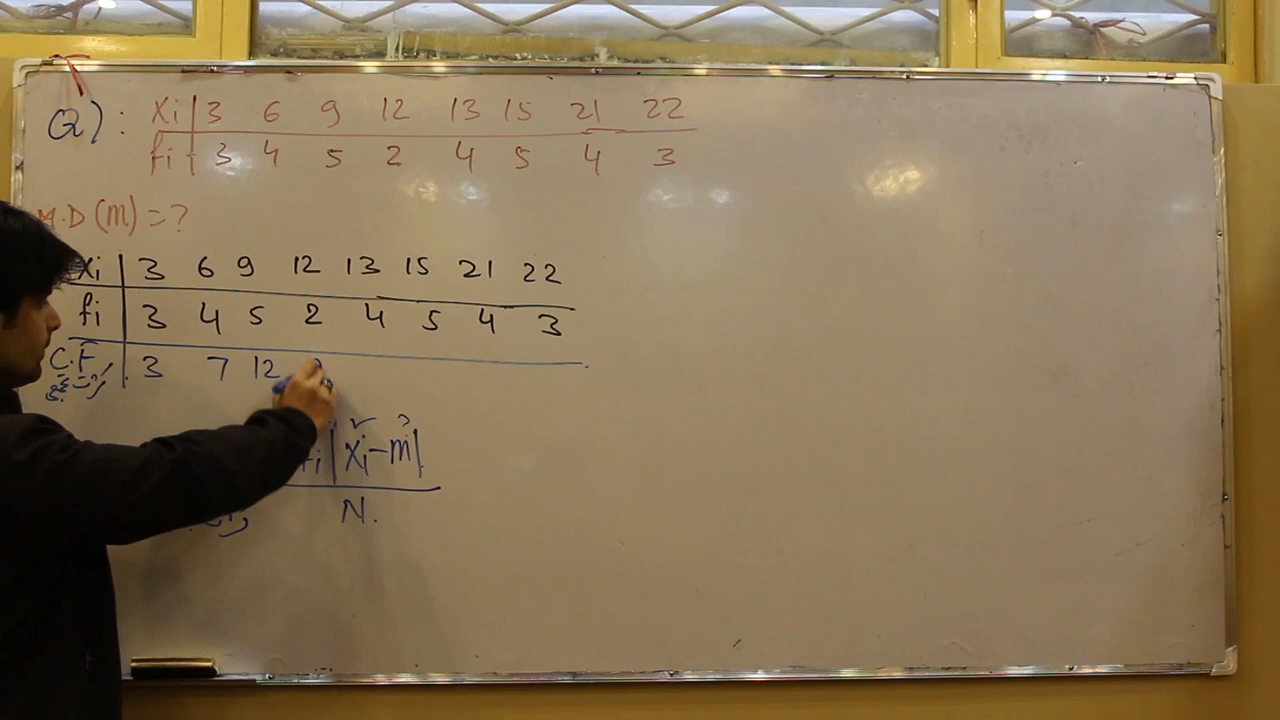 Q): xi 3 6 9 12 13 15 21 22
fi 3 4 5 2 4 5 4 3
M.D (m) = ?
xi 3 6 9 12 13 15 21 22
fi 3 4 5 2 4 5 4 3
C.F 3 7 12
fi |xi - m|
N.